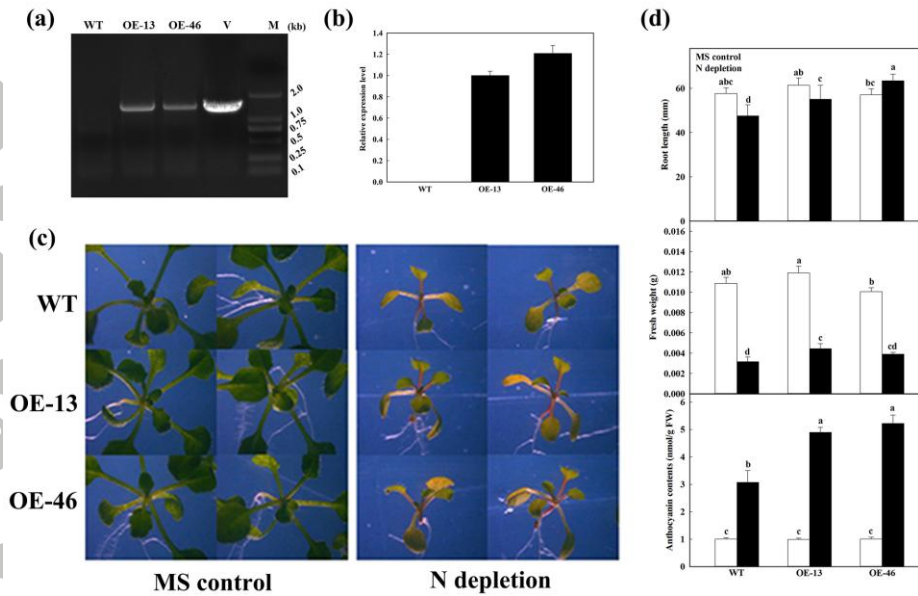 (a)
WT OE-13 OE-46 V M (kb)
2.0
1.0
0.75
0.5
0.25
0.1
(b)
Relative expression level
1.4
1.2
1.0
0.8
0.6
0.4
0.2
0.0
WT OE-13 OE-46
(c)
WT
OE-13
OE-46
MS control N depletion
(d)
MS control
N depletion
Root length (mm)
60
40
20
0
abc d ab c bc a
Fresh weight (g)
0.016
0.014
0.012
0.010
0.008
0.006
0.004
0.002
0.000
ab d a c b cd
Anthocyanin contents (nmol/g FW)
6
5
4
3
2
1
0
c b c a c a
WT OE-13 OE-46